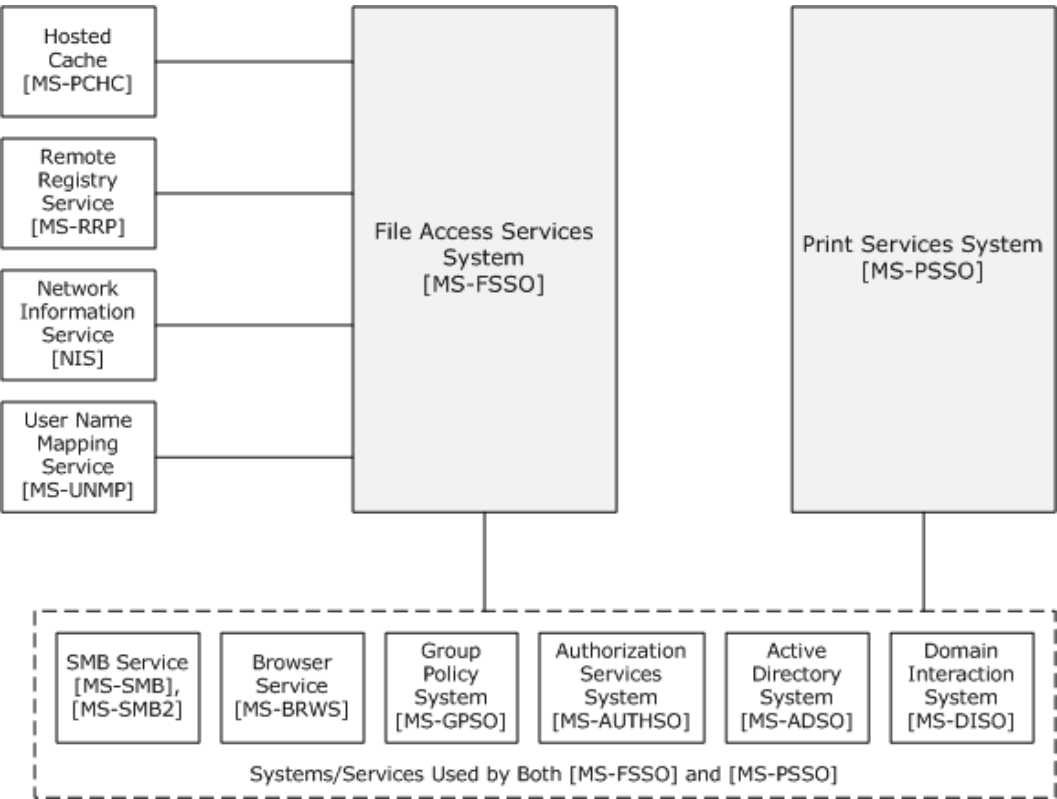 Hosted
Cache
[MS-PCHC]
Remote
Registry
Service
[MS-RRP]
Network
Information
Service
[NIS]
User Name
Mapping
Service
[MS-UNMP]
File Access Services
System
[MS-FSSO]
Print Services System
[MS-PSSO]
SMB Service
[MS-SMB],
[MS-SMB2]
Browser
Service
[MS-BRWS]
Group
Policy
System
[MS-GPSO]
Authorization
Services
System
[MS-AUTHSO]
Active
Directory
System
[MS-ADSO]
Domain
Interaction
System
[MS-DISO]
Systems/Services Used by Both [MS-FSSO] and [MS-PSSO]